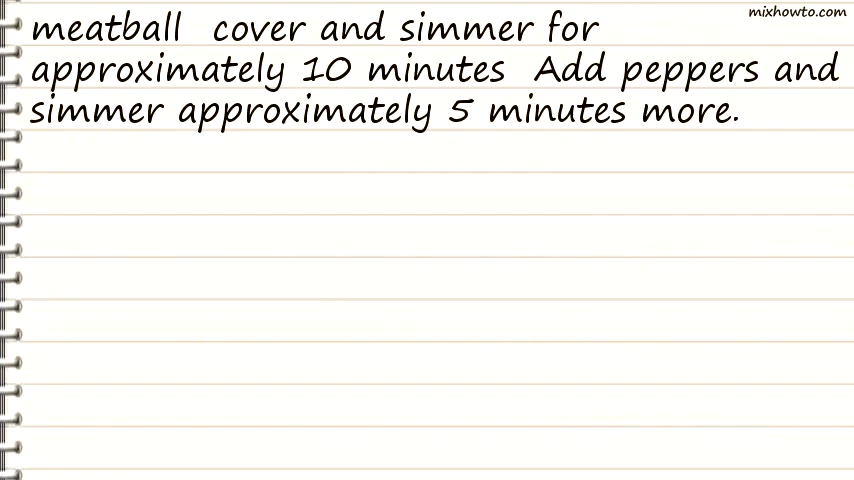 mixhowto.com
meatball  cover and simmer for
approximately 10 minutes  Add peppers and
simmer approximately 5 minutes more.